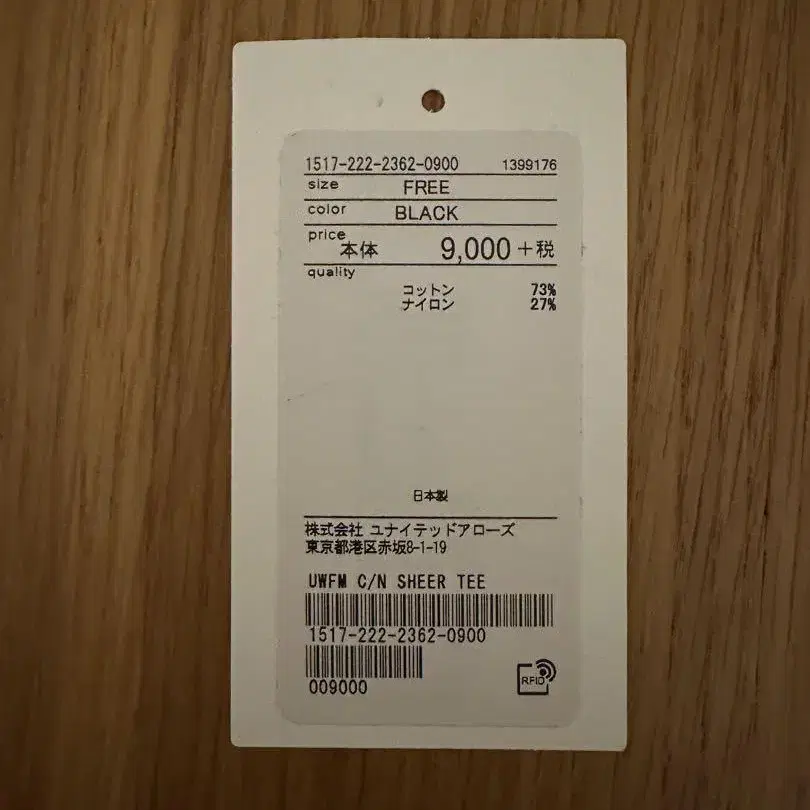 1517-222-2362-0900 1399176
size FREE
color BLACK
price 本体 9,000+税
quality
コットン 73%
ナイロン 27%
日本製
株式会社 ユナイテッドアローズ
東京都港区赤坂8-1-19
UWFM C/N SHEER TEE
1517-222-2362-0900
009000
RFID